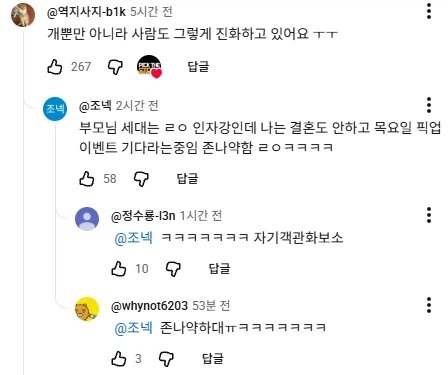 @역지사지-b1k 5시간 전
개뿐만 아니라 사람도 그렇게 진화하고 있어요 ㅜㅜ
267 답글
조넥
@조넥 2시간 전
부모님 세대는 ㄹㅇ 인자강인데 나는 결혼도 안하고 목요일 픽업
이벤트 기다라는중임 존나약함 ㄹㅇㅋㅋㅋㅋ
58 답글
@정수룡-l3n 1시간 전
@조넥 ㅋㅋㅋㅋㅋㅋㅋ 자기객관화보소
10 답글
@whynot6203 53분 전
@조넥 존나약하대ㅠㅋㅋㅋㅋㅋㅋㅋ
3 답글